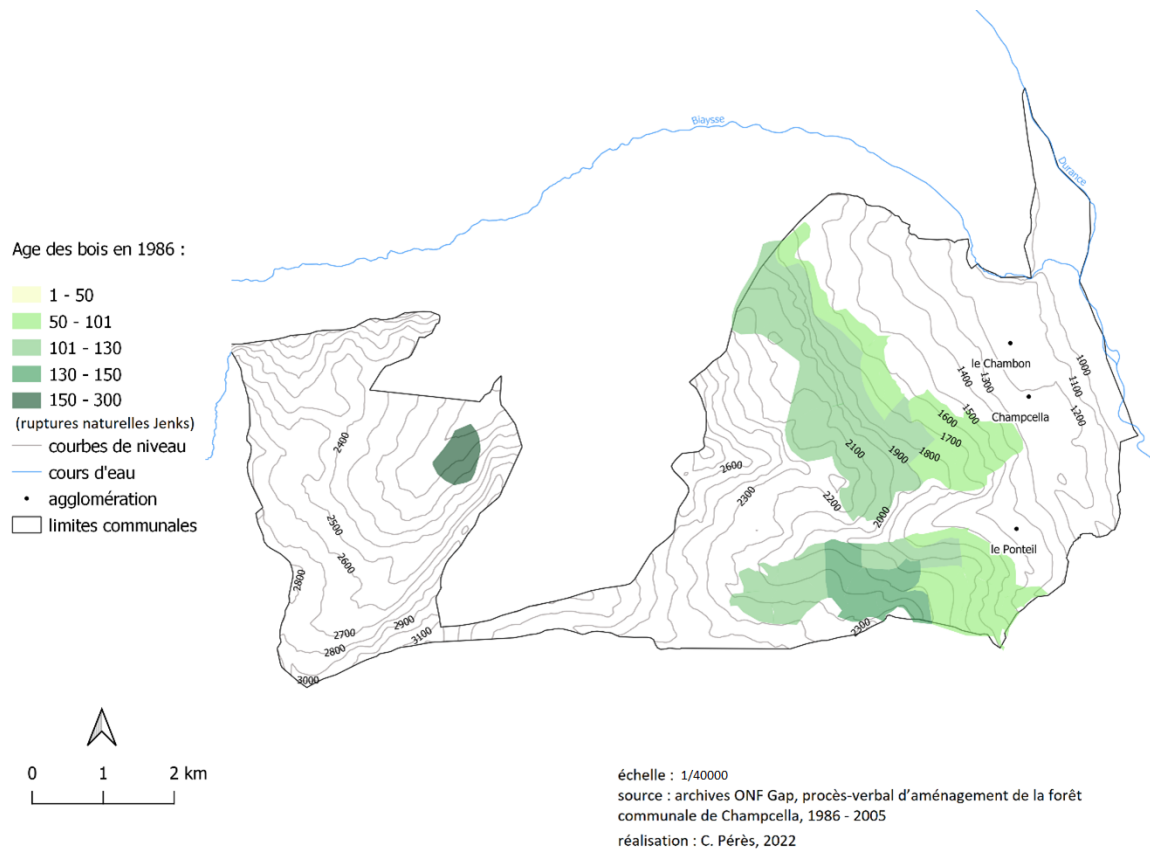 Biaysse
Durance
Age des bois en 1986 :
1 - 50
50 - 101
101 - 130
130 - 150
150 - 300
(ruptures naturelles Jenks)
courbes de niveau
cours d'eau
agglomération
limites communales
le Chambon
Champcella
le Ponteil
1000
1100
1200
1300
1400
1500
1600
1700
1800
1900
2000
2100
2200
2300
2600
2300
2400
2500
2600
2800
2700
2800
2900
3100
3000
0 1 2 km
échelle : 1/40000
source : archives ONF Gap, procès-verbal d'aménagement de la forêt
communale de Champcella, 1986 - 2005
réalisation : C. Pérès, 2022